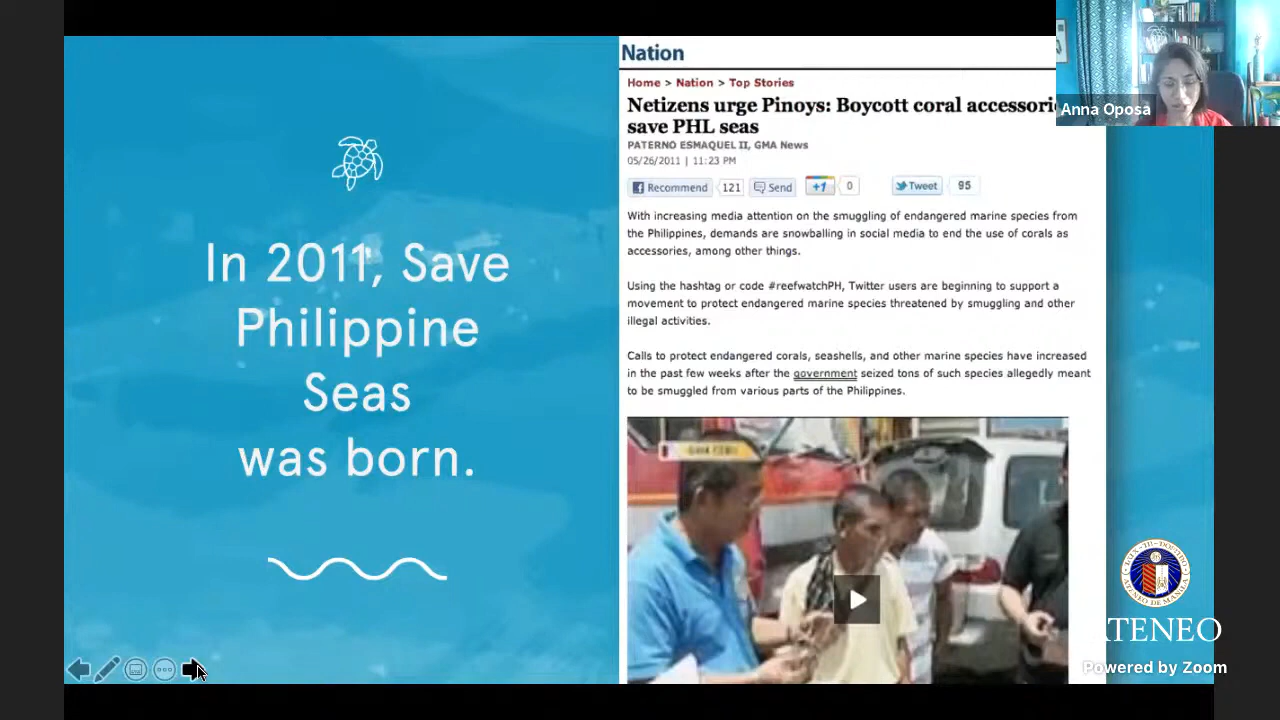 In 2011, Save
Philippine
Seas
was born.
Nation
Home > Nation > Top Stories
Netizens urge Pinoys: Boycott coral
save PHL seas
PATERNO ESMAQUEL II, GMA News
05/26/2011 | 11:23 PM
Recommend 121 Send +1 0 Tweet 95
With increasing media attention on the smuggling of endangered marine species from
the Philippines, demands are snowballing in social media to end the use of corals as
accessories, among other things.
Using the hashtag or code #reefwatchPH, Twitter users are beginning to support a
movement to protect endangered marine species threatened by smuggling and other
illegal activities.
Calls to protect endangered corals, seashells, and other marine species have increased
in the past few weeks after the government seized tons of such species allegedly meant
to be smuggled from various parts of the Philippines.
Anna Oposa
ATENEO
Powered by Zoom